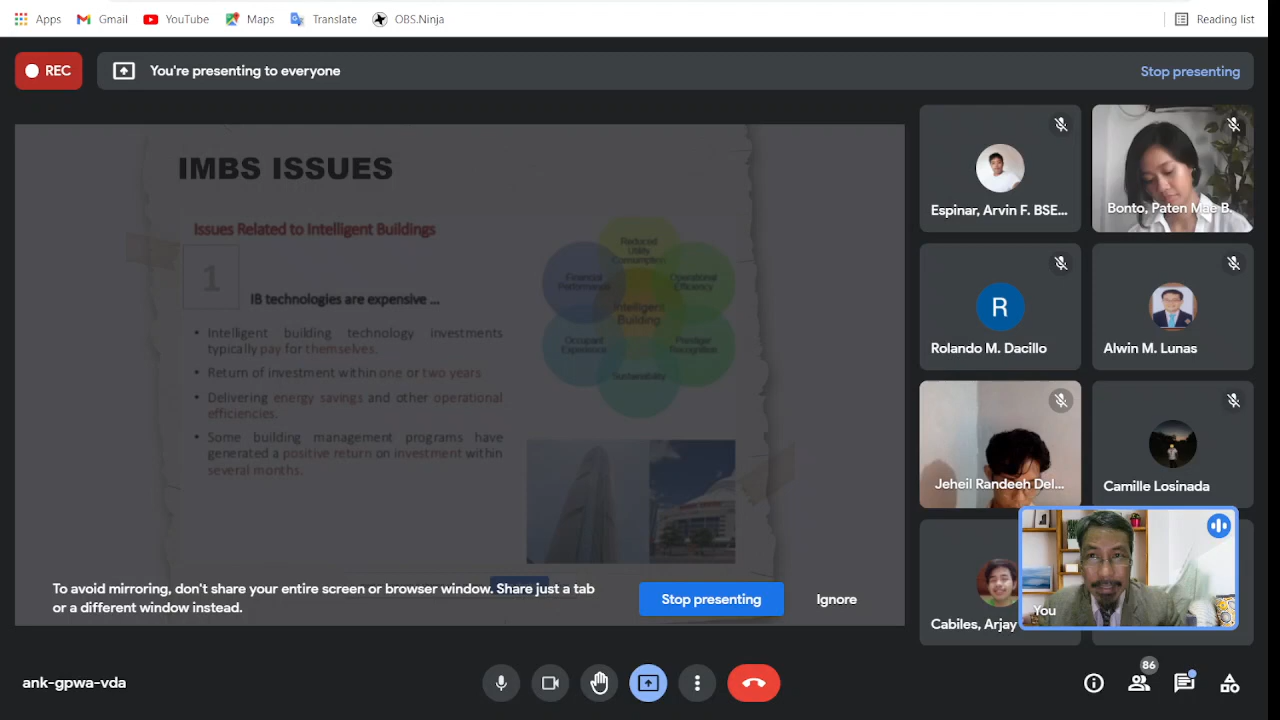 Apps Gmail YouTube Maps Translate OBS.Ninja Reading list
REC You're presenting to everyone Stop presenting
IMBS ISSUES
Issues Related to Intelligent Buildings
1
IB technologies are expensive ...
• Intelligent building technology investments
typically pay for themselves.
• Return of investment within one or two years
• Delivering energy savings and other operational
efficiencies.
• Some building management programs have
generated a positive return on investment within
several months.
Reduced
Utility
Consumption
Financial
Performance
Operational
Efficiency
Intelligent
Building
Occupant
Experience
Prestige/
Recognition
Sustainability
To avoid mirroring, don't share your entire screen or browser window. Share just a tab
or a different window instead.
Stop presenting Ignore
Espinar, Arvin F. BSE...
Bonto, Paten Mae B.
R
Rolando M. Dacillo
Alwin M. Lunas
Jeheil Randeeh Del...
Camille Losinada
Cabiles, Arjay
You
ank-gpwa-vda
86